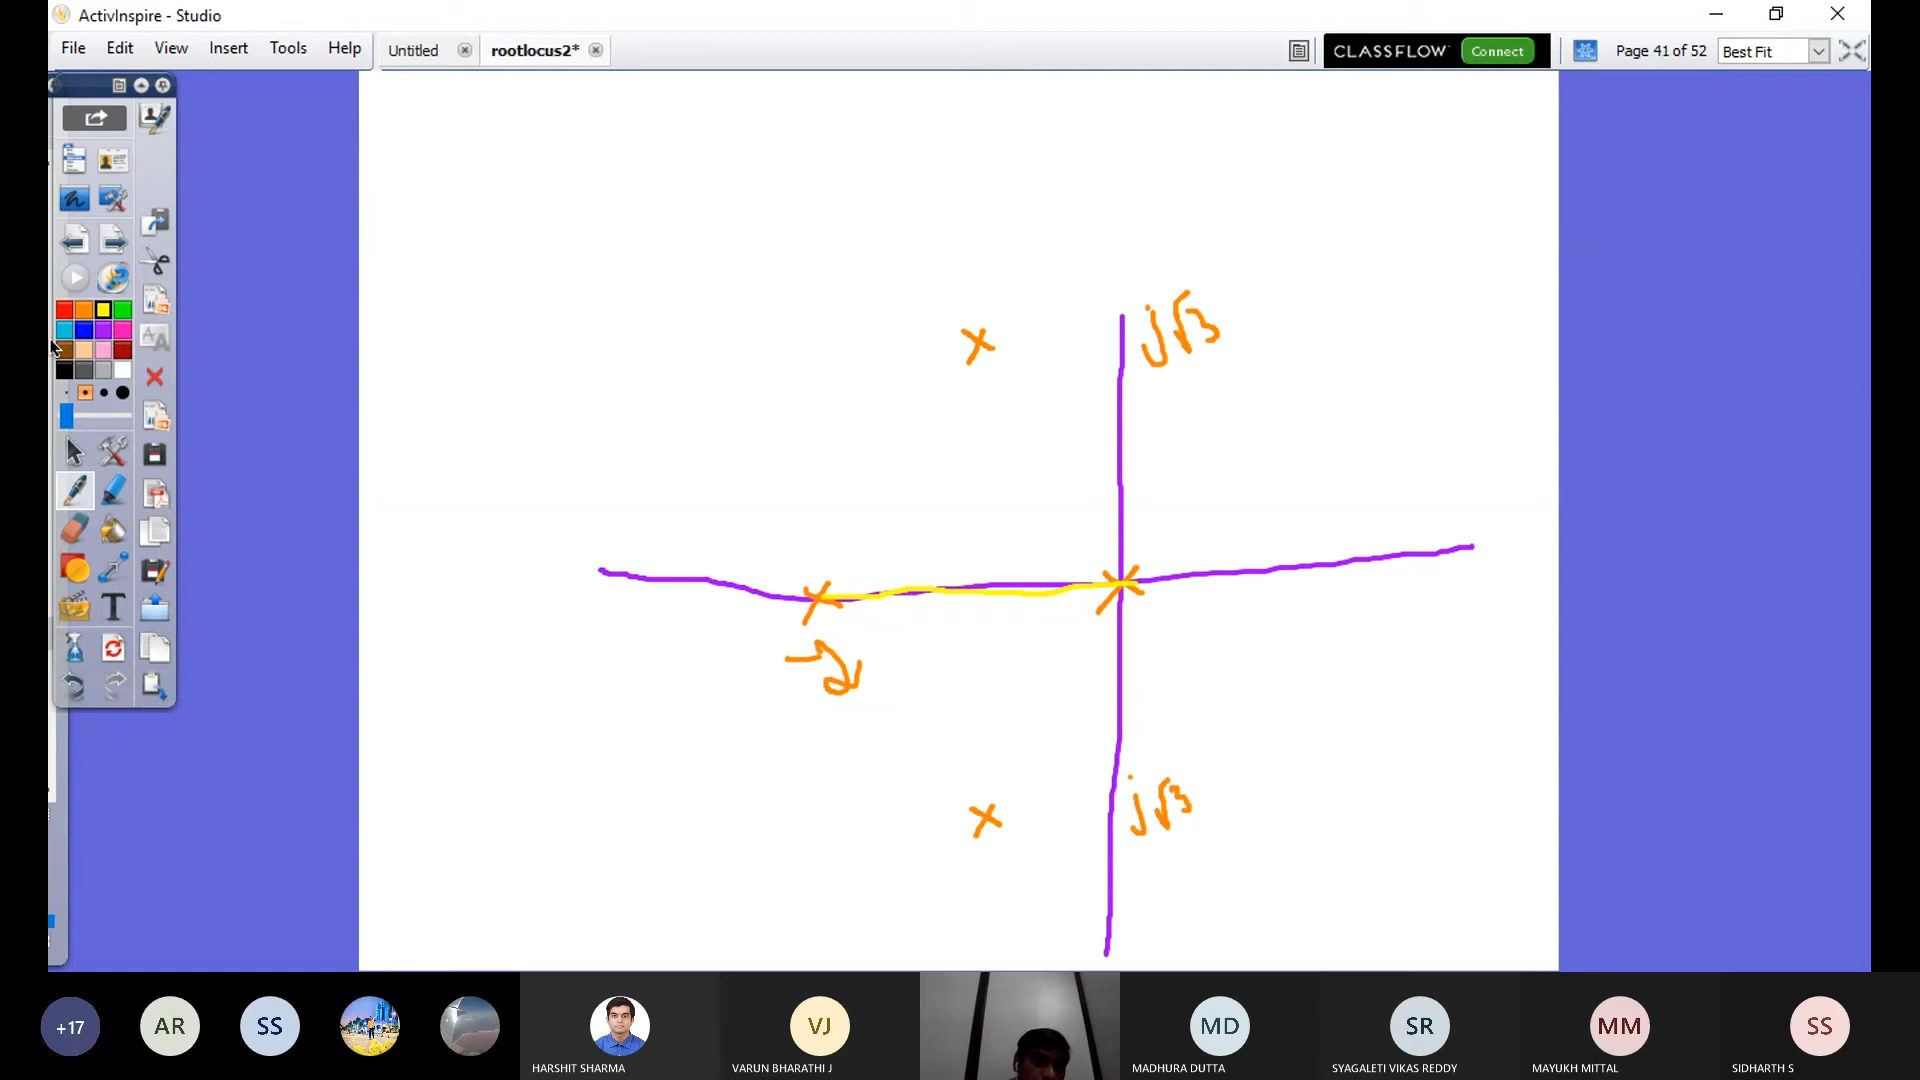 ActivInspire - Studio
File Edit View Insert Tools Help
Untitled
rootlocus2*
CLASSFLOW Connect
Page 41 of 52
Best Fit
j√3
-2
j√3
+17
AR
SS
HARSHIT SHARMA
VJ
VARUN BHARATHI J
MD
MADHURA DUTTA
SR
SYAGALETI VIKAS REDDY
MM
MAYUKH MITTAL
SS
SIDHARTH S